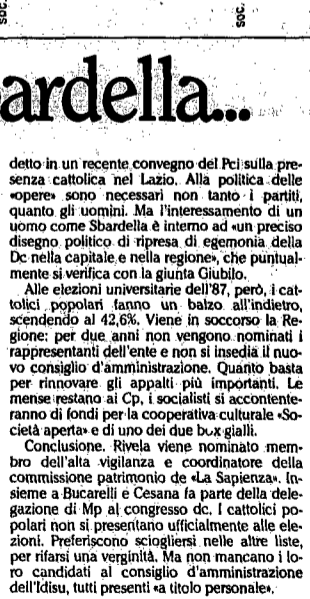 soc.
soc.
ardella...
detto in un recente convegno del Pci sulla pre-
senza cattolica nel Lazio. Alla politica delle
«opere» sono necessari non tanto i partiti,
quanto gli uomini. Ma l'interessamento di un
uomo come Sbardella è interno ad «un preciso
disegno politico di ripresa di egemonia della
Dc nella capitale e nella regione», che puntual-
mente si verifica con la giunta Giubilo.
Alle elezioni universitarie dell'87, però, i cat-
tolici popolari fanno un balzo all'indietro,
scendendo al 42,6%. Viene in soccorso la Re-
gione: per due anni non vengono nominati i
rappresentanti dell'ente e non si insedia il nuo-
vo consiglio d'amministrazione. Quanto basta
per rinnovare gli appalti più importanti. Le
mense restano ai Cp, i socialisti si accontente-
ranno di fondi per la cooperativa culturale «So-
cietà aperta» e di uno dei due box gialli.
Conclusione. Rivela viene nominato mem-
bro dell'alta vigilanza e coordinatore della
commissione patrimonio de «La Sapienza». In-
sieme a Bucarelli e Cesana fa parte della dele-
gazione di Mp al congresso dc. I cattolici po-
polari non si presentano ufficialmente alle ele-
zioni. Preferiscono sciogliersi nelle altre liste,
per rifarsi una verginità. Ma non mancano i lo-
ro candidati al consiglio d'amministrazione
dell'Idisu, tutti presenti «a titolo personale».